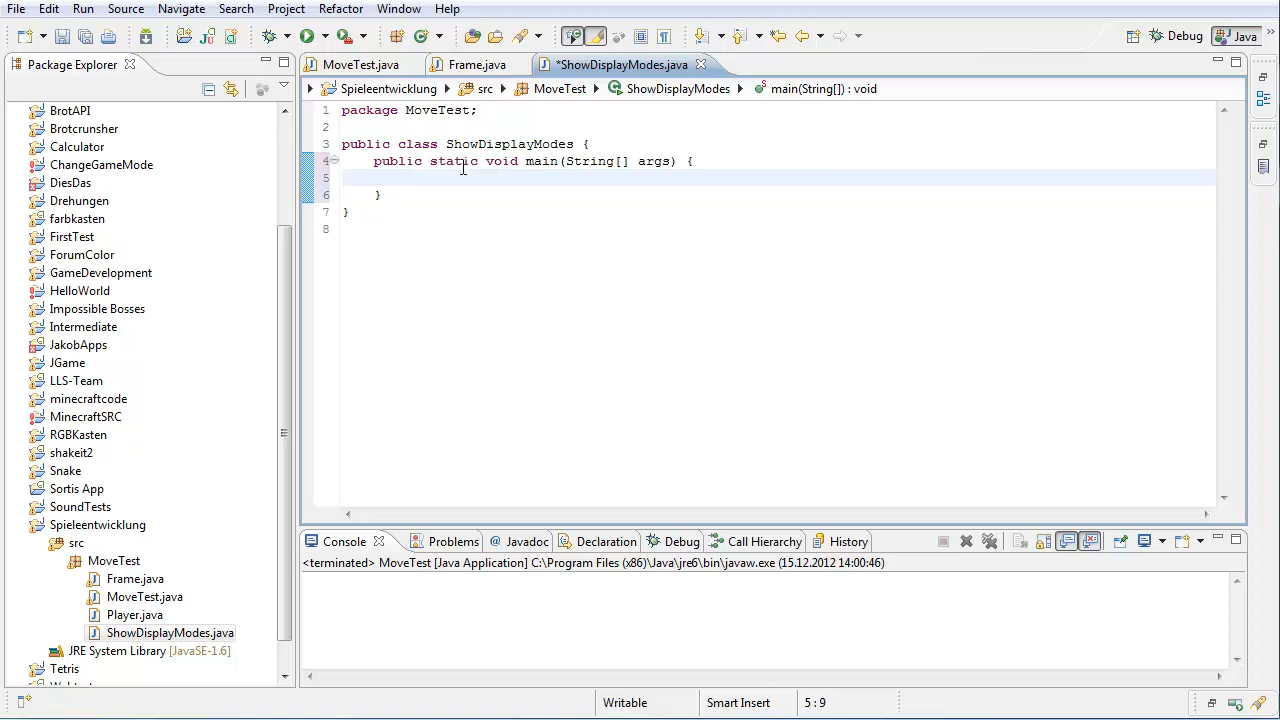 File Edit Run Source Navigate Search Project Refactor Window Help
Debug Java
Package Explorer
BrotAPI
Brotcrunsher
Calculator
ChangeGameMode
DiesDas
Drehungen
farbkasten
FirstTest
ForumColor
GameDevelopment
HelloWorld
Impossible Bosses
Intermediate
JakobApps
JGame
LLS-Team
minecraftcode
MinecraftSRC
RGBKasten
shakeit2
Snake
Sortis App
SoundTests
Spieleentwicklung
src
MoveTest
Frame.java
MoveTest.java
Player.java
ShowDisplayModes.java
JRE System Library [JavaSE-1.6]
Tetris
MoveTest.java Frame.java *ShowDisplayModes.java
Spieleentwicklung src MoveTest ShowDisplayModes main(String[]) : void
1 package MoveTest;
2
3 public class ShowDisplayModes {
4 public static void main(String[] args) {
5
6 }
7 }
8
Console Problems Javadoc Declaration Debug Call Hierarchy History
<terminated> MoveTest [Java Application] C:\Program Files (x86)\Java\jre6\bin\javaw.exe (15.12.2012 14:00:46)
Writable Smart Insert 5 : 9